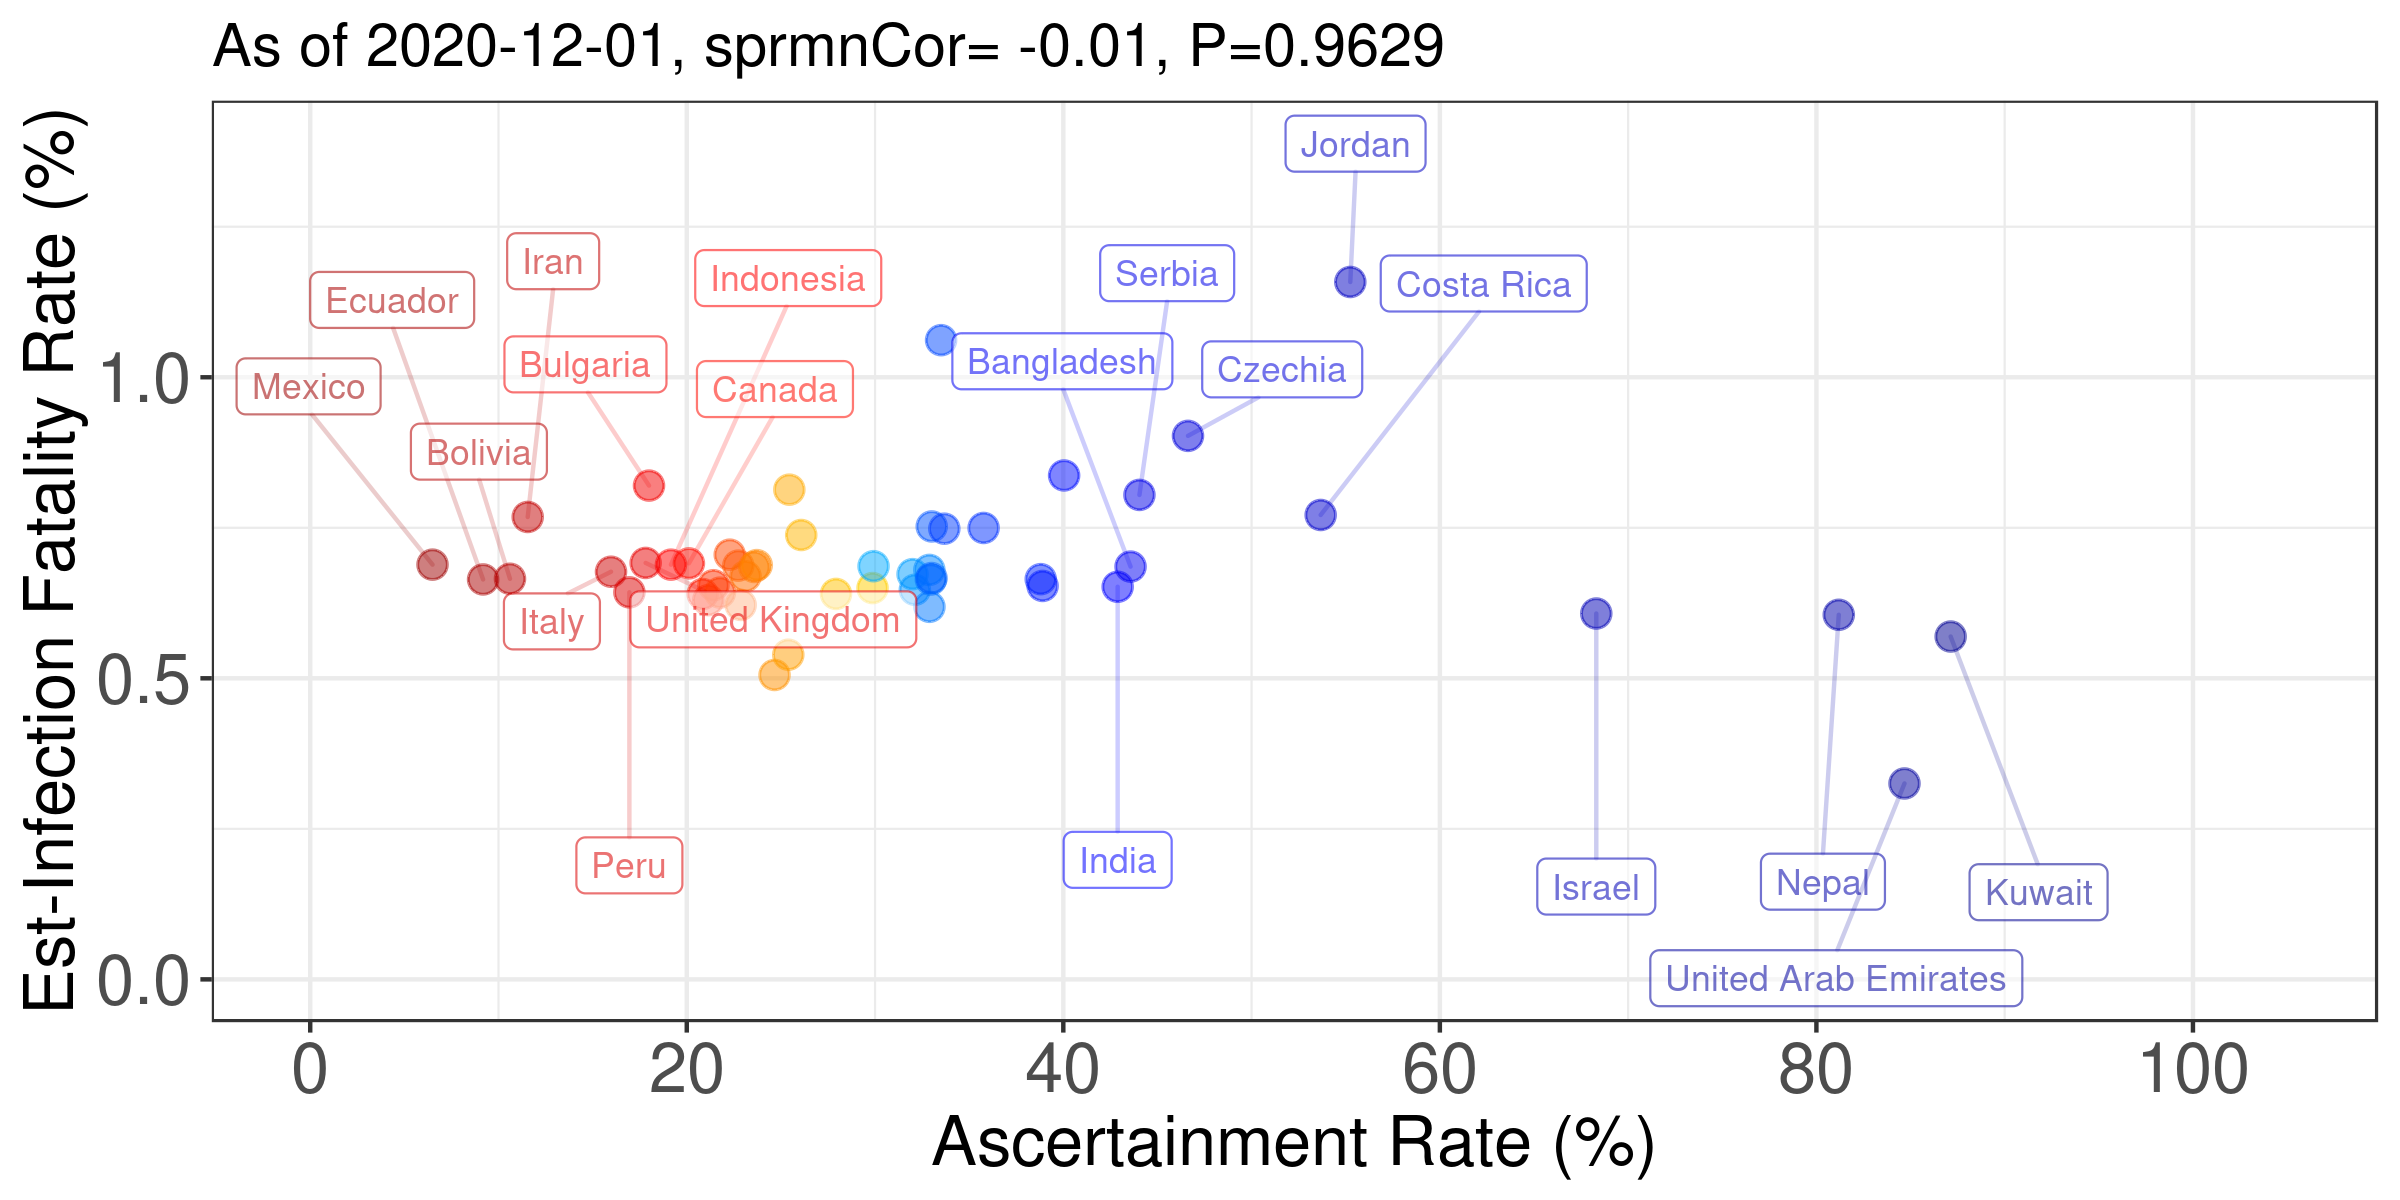 As of 2020-12-01, sprmnCor= -0.01, P=0.9629
Est-Infection Fatality Rate (%)
1.0
0.5
0.0
Jordan
Iran
Indonesia
Serbia
Costa Rica
Ecuador
Bulgaria
Bangladesh
Czechia
Mexico
Canada
Bolivia
Italy
United Kingdom
Peru
India
Israel
Nepal
Kuwait
United Arab Emirates
0 20 40 60 80 100
Ascertainment Rate (%)